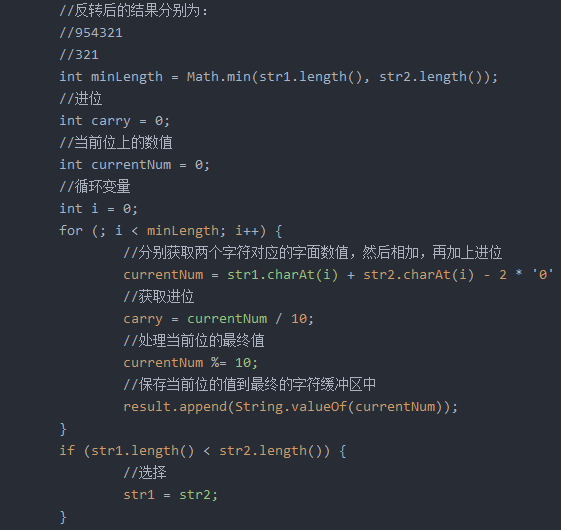 //反转后的结果分别为:
//954321
//321
int minLength = Math.min(str1.length(), str2.length());
//进位
int carry = 0;
//当前位上的数值
int currentNum = 0;
//循环变量
int i = 0;
for (; i < minLength; i++) {
//分别获取两个字符对应的字面数值，然后相加，再加上进位
currentNum = str1.charAt(i) + str2.charAt(i) - 2 * '0'
//获取进位
carry = currentNum / 10;
//处理当前位的最终值
currentNum %= 10;
//保存当前位的值到最终的字符缓冲区中
result.append(String.valueOf(currentNum));
}
if (str1.length() < str2.length()) {
//选择
str1 = str2;
}